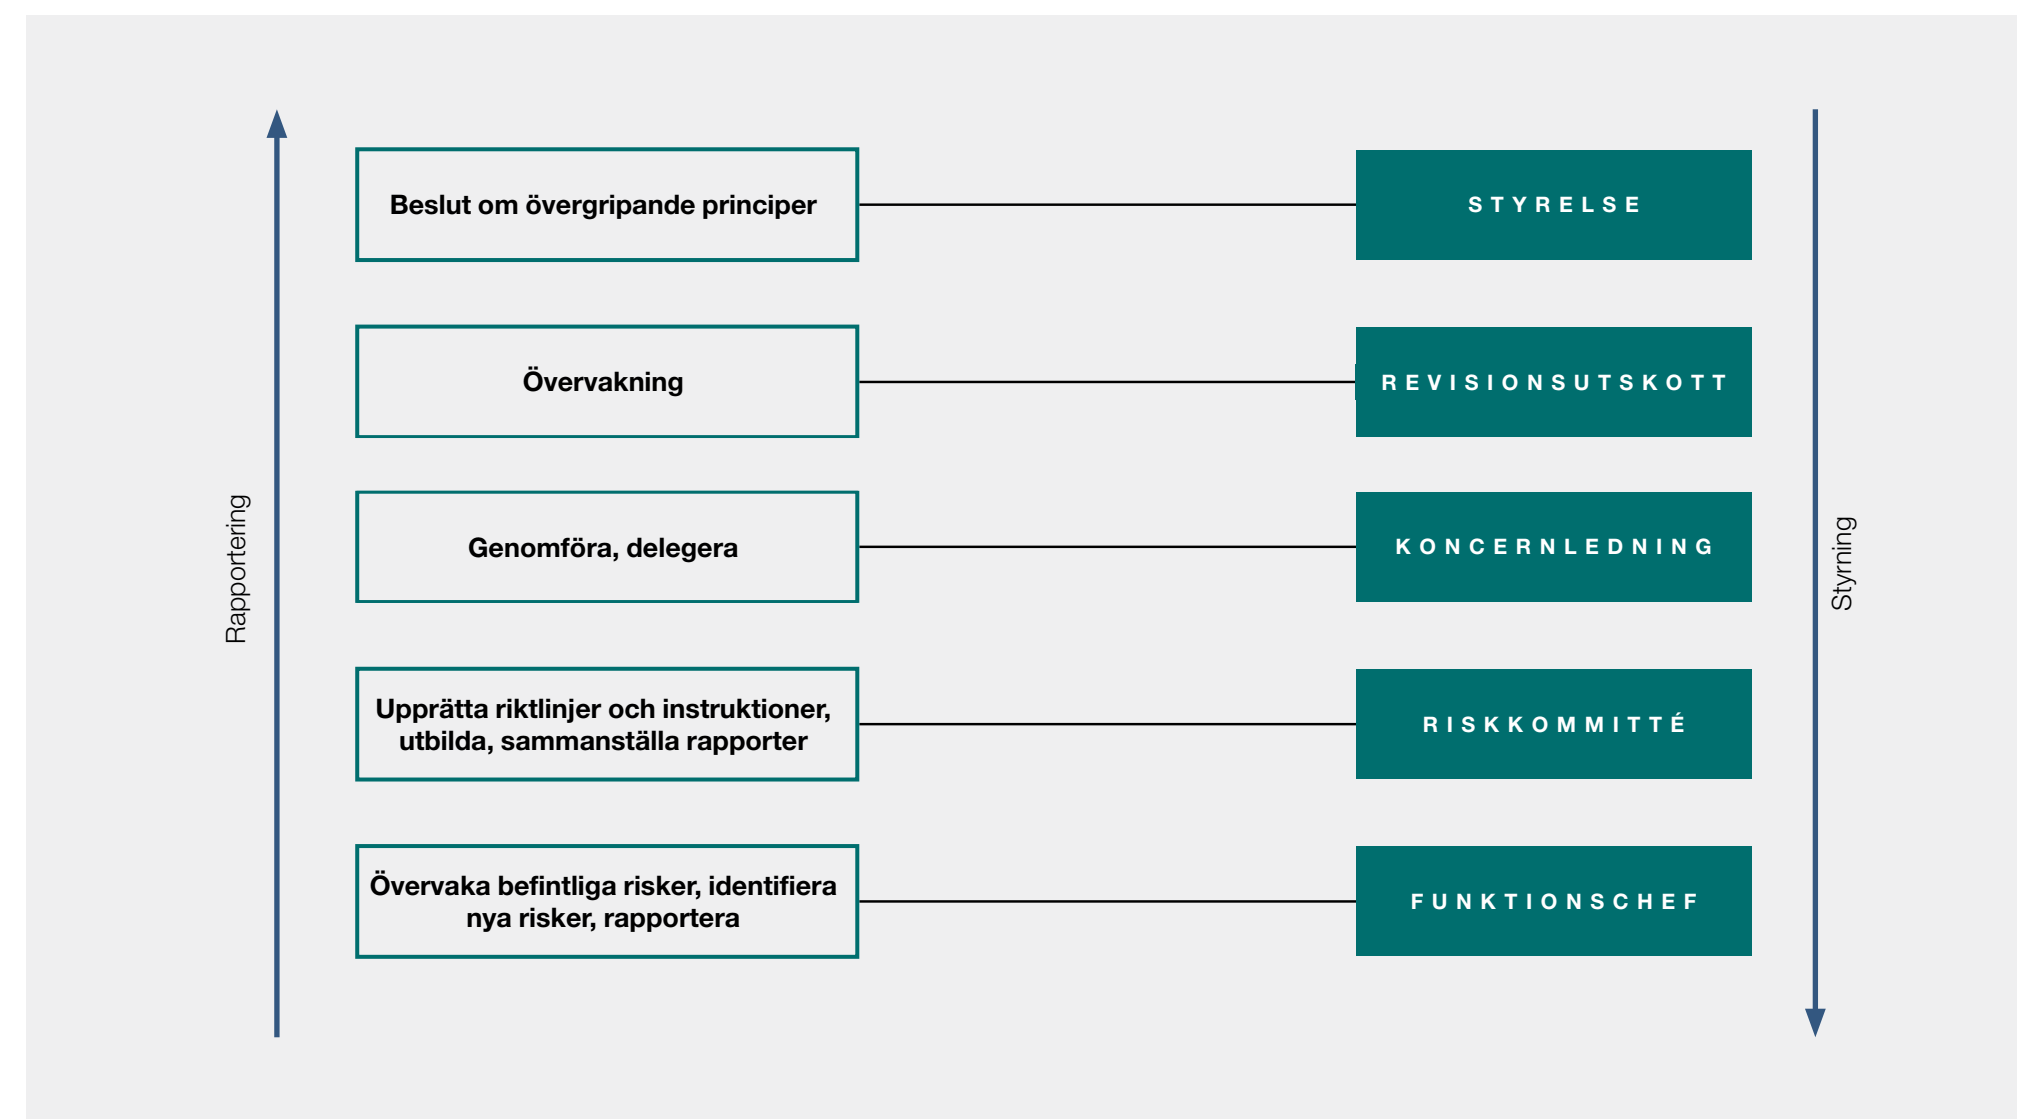 Beslut om övergripande principer
STYRELSE
Övervakning
REVISIONSUTSKOTT
Genomföra, delegera
KONCERNLEDNING
Upprätta riktlinjer och instruktioner,
utbilda, sammanställa rapporter
RISKKOMMITTÉ
Övervaka befintliga risker, identifiera
nya risker, rapportera
FUNKTIONSCHEF
Rapportering
Styrning